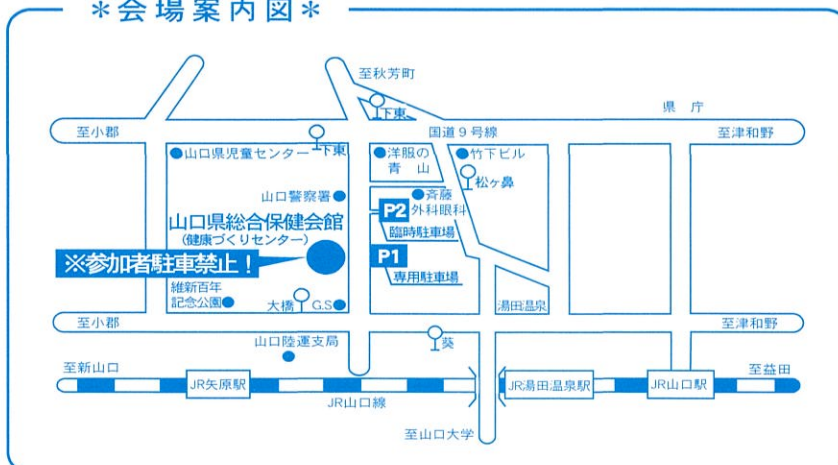 ＊会場案内図＊
至秋芳町
下東
県庁
至小郡
国道9号線
至津和野
山口県児童センター
下東
洋服の
青山
竹下ビル
松ヶ鼻
山口警察署
斉藤
外科眼科
山口県総合保健会館
(健康づくりセンター)
P2
臨時駐車場
※参加者駐車禁止！
P1
専用駐車場
維新百年
記念公園
大橋
G.S
湯田温泉
至小郡
至津和野
山口陸運支局
葵
至新山口
至益田
JR矢原駅
JR湯田温泉駅
JR山口駅
JR山口線
至山口大学